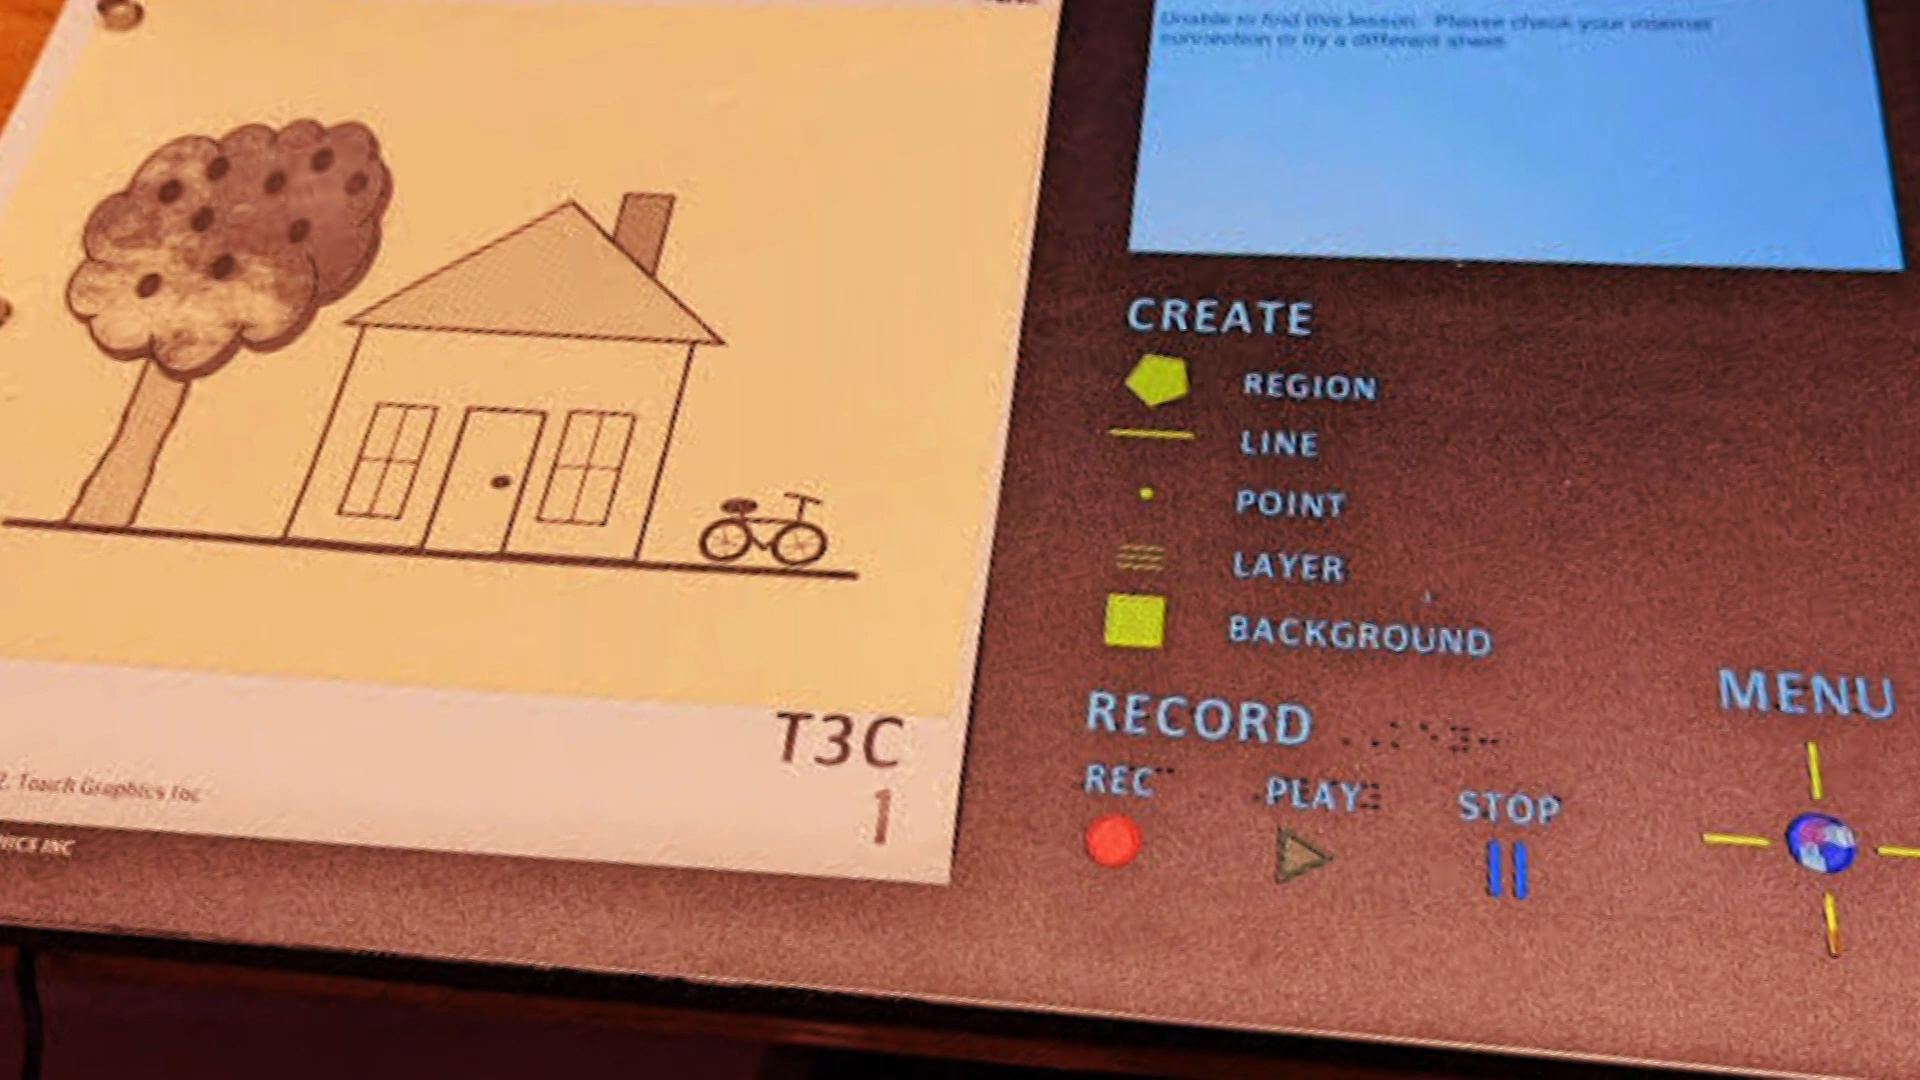 Unable to find this lesson. Please check your internet
connection or try a different sheet.
CREATE
REGION
LINE
POINT
LAYER
BACKGROUND
RECORD
REC
PLAY
STOP
MENU
T3C
1
Touch Graphics Inc
INC